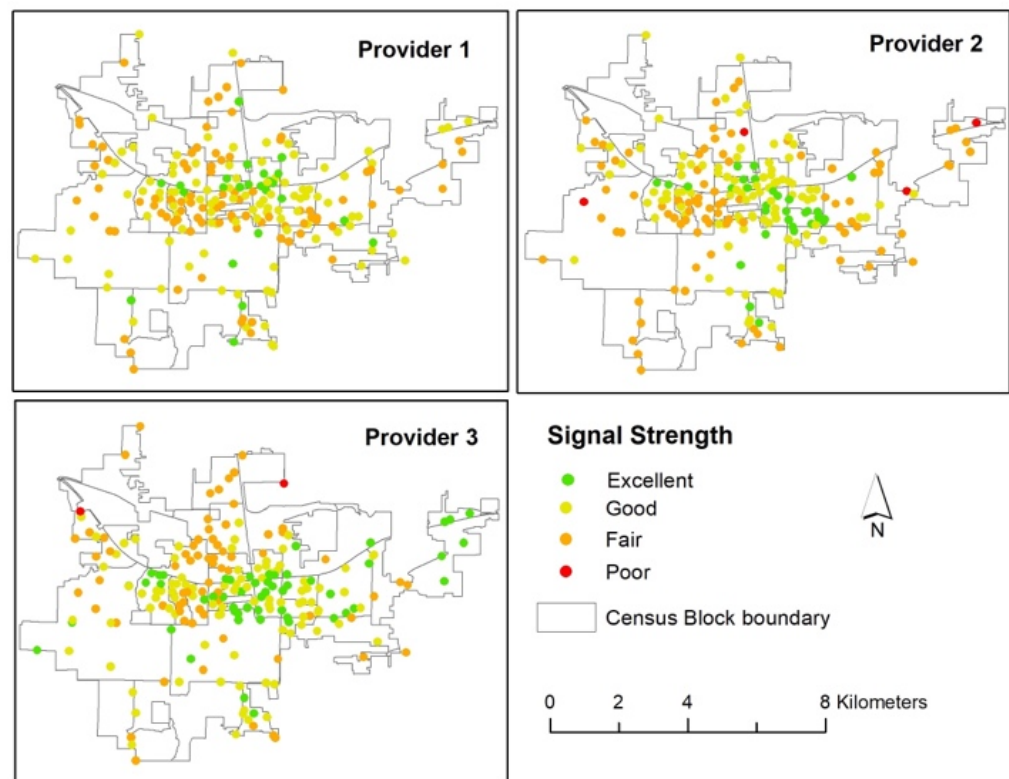 Provider 1
Provider 2
Provider 3
Signal Strength
Excellent
Good
Fair
Poor
Census Block boundary
N
0 2 4 8 Kilometers